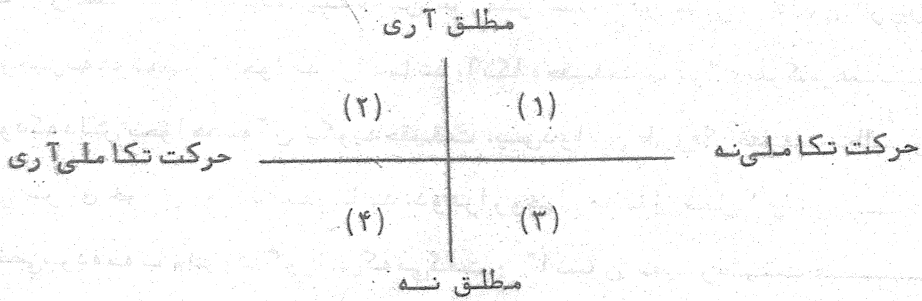 مطلق آری
(۱) (۲)
حرکت تکاملی‌نه حرکت تکاملی‌آری
(۳) (۴)
مطلق نه